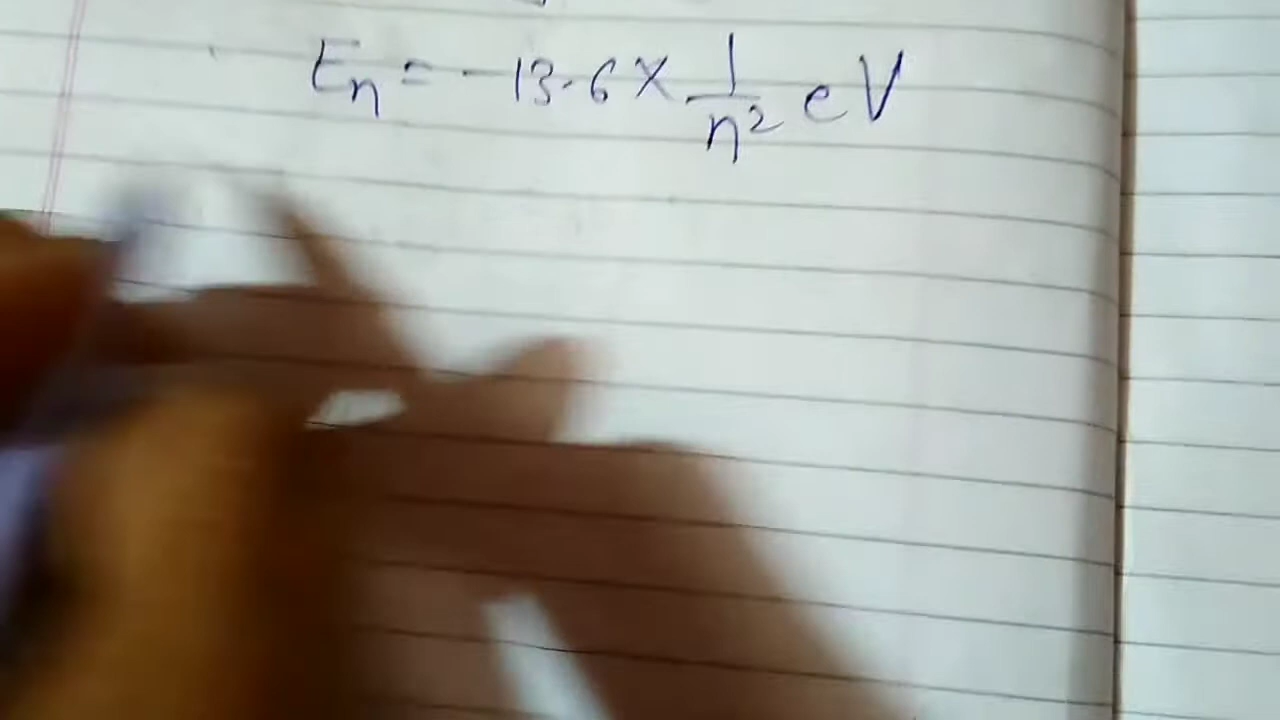 En = -13.6 × 1/n² eV